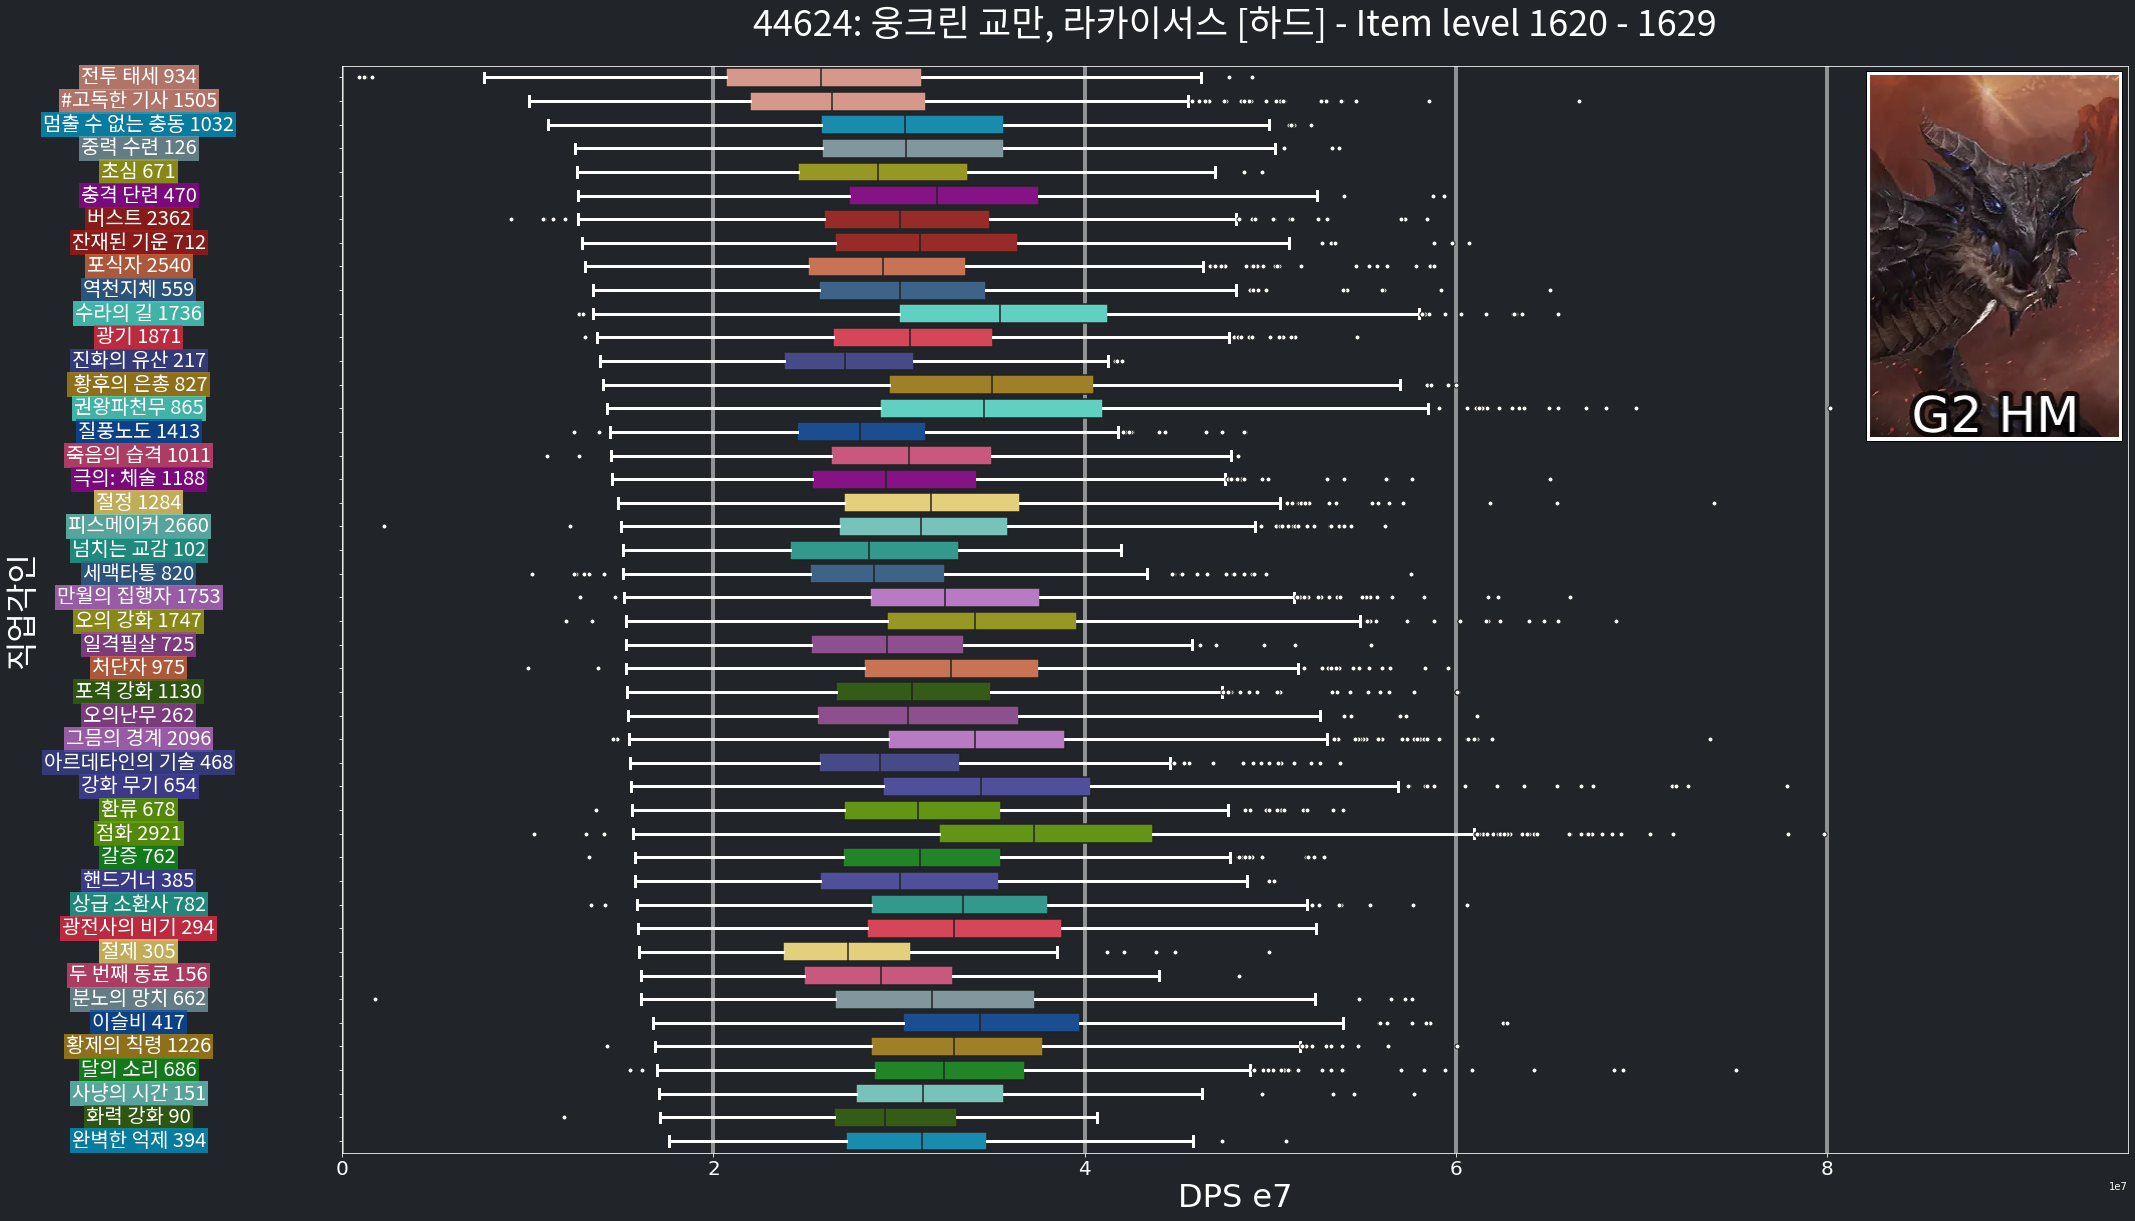 44624: 웅크린 교만, 라카이서스 [하드] - Item level 1620 - 1629
전투 태세 934
#고독한 기사 1505
멈출 수 없는 충동 1032
중력 수련 126
초심 671
충격 단련 470
버스트 2362
잔재된 기운 712
포식자 2540
역천지체 559
수라의 길 1736
광기 1871
진화의 유산 217
황후의 은총 827
권왕파천무 865
질풍노도 1413
죽음의 습격 1011
극의: 체술 1188
절정 1284
피스메이커 2660
넘치는 교감 102
세맥타통 820
만월의 집행자 1753
오의 강화 1747
일격필살 725
처단자 975
포격 강화 1130
오의난무 262
그믐의 경계 2096
아르데타인의 기술 468
강화 무기 654
환류 678
점화 2921
갈증 762
핸드거너 385
상급 소환사 782
광전사의 비기 294
절제 305
두 번째 동료 156
분노의 망치 662
이슬비 417
황제의 칙령 1226
달의 소리 686
사냥의 시간 151
화력 강화 90
완벽한 억제 394
직업각인
G2 HM
0 2 4 6 8
DPS e7
1e7